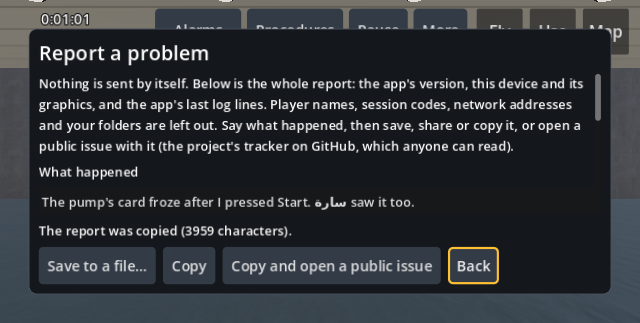 0:01:01
Alarms Procedures Pause More Fly Use Map
Report a problem
Nothing is sent by itself. Below is the whole report: the app's version, this device and its
graphics, and the app's last log lines. Player names, session codes, network addresses
and your folders are left out. Say what happened, then save, share or copy it, or open a
public issue with it (the project's tracker on GitHub, which anyone can read).
What happened
The pump's card froze after I pressed Start. سارة saw it too.
The report was copied (3959 characters).
Save to a file... Copy Copy and open a public issue Back